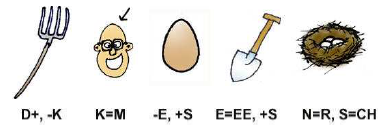 D+, -K K=M -E, +S E=EE, +S N=R, S=CH